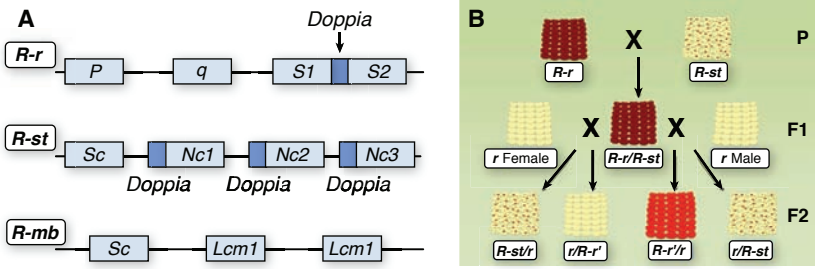 A
Doppia
R-r
P q S1 S2
R-st
Sc Nc1 Nc2 Nc3
Doppia Doppia Doppia
R-mb
Sc Lcm1 Lcm1
B
P
X
R-r R-st
F1
X X
r Female R-r/R-st r Male
F2
R-st/r r/R-r' R-r'/r r/R-st